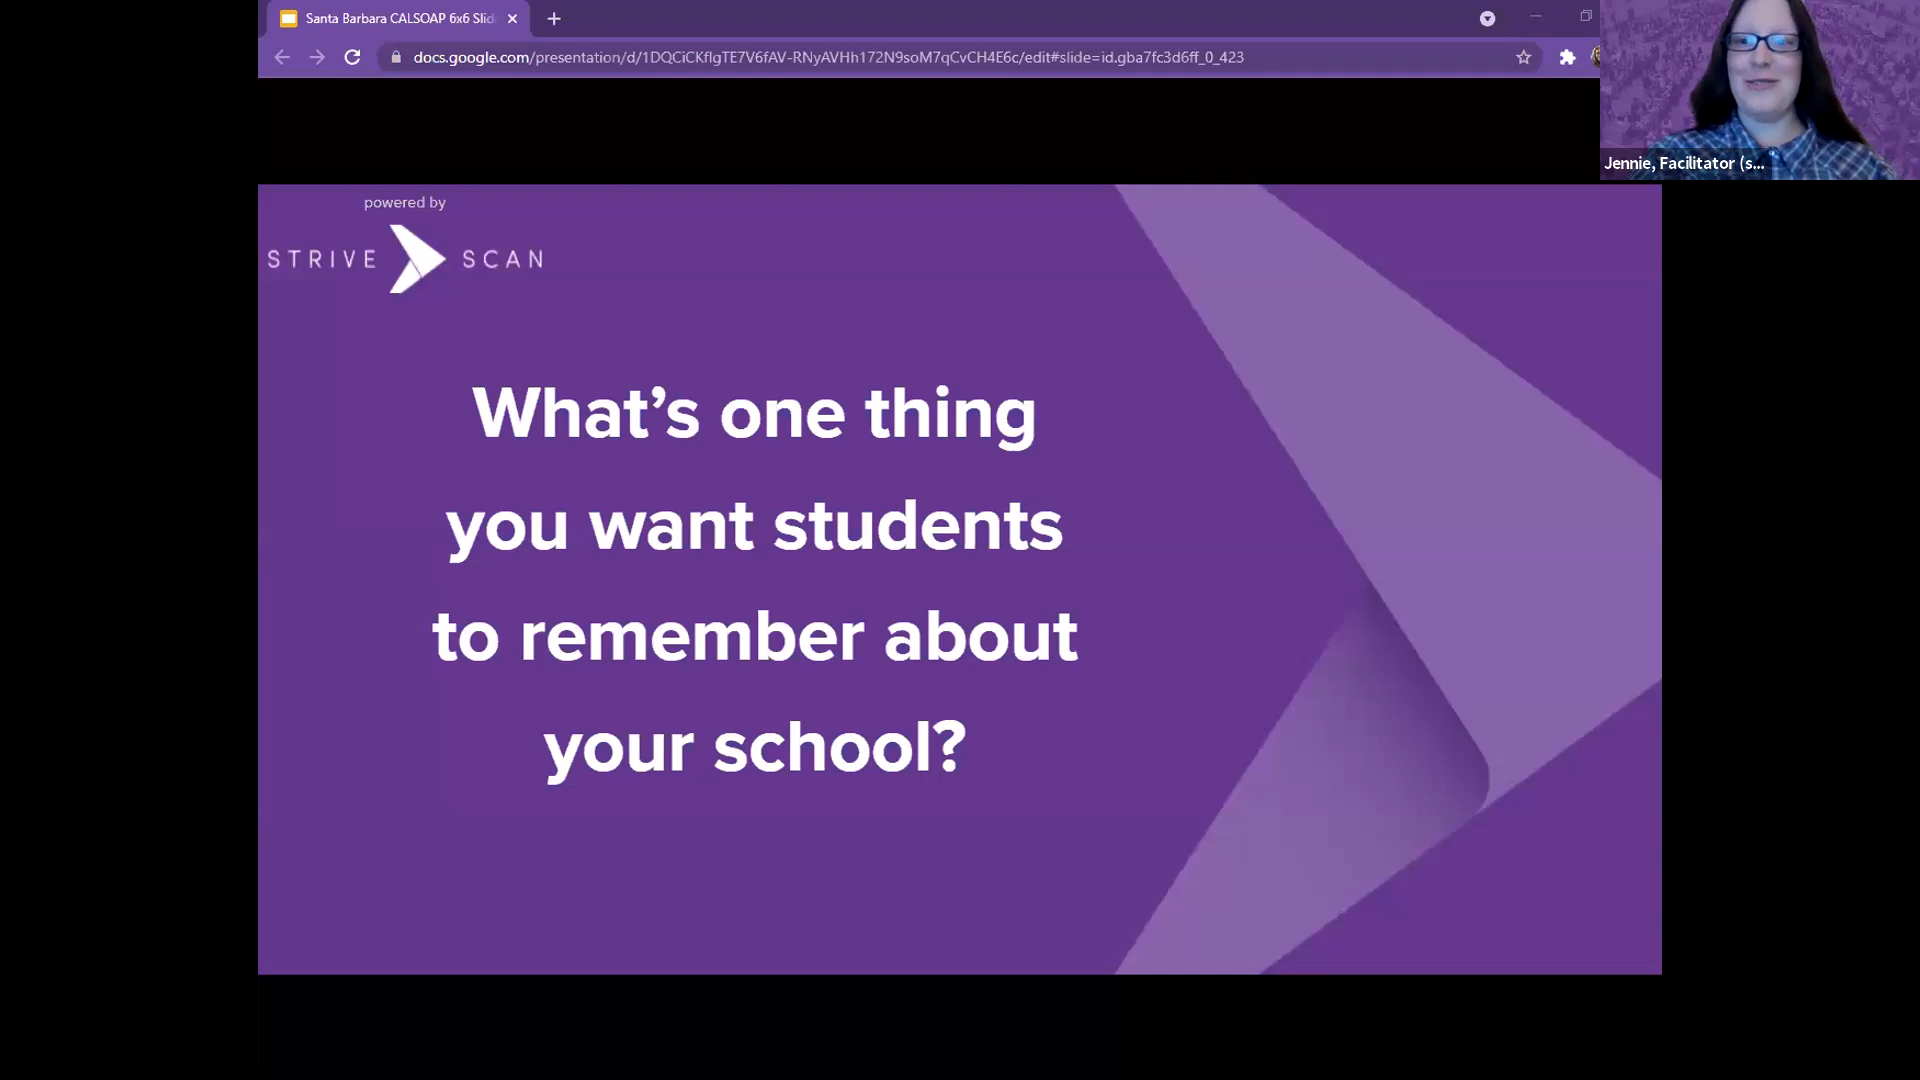 Santa Barbara CALSOAP 6x6 Slid
docs.google.com/presentation/d/1DQCiCKflgTE7V6fAV-RNyAVHh172N9soM7qCvCH4E6c/edit#slide=id.gba7fc3d6ff_0_423
Jennie, Facilitator (s...
powered by
STRIVE SCAN
What's one thing
you want students
to remember about
your school?